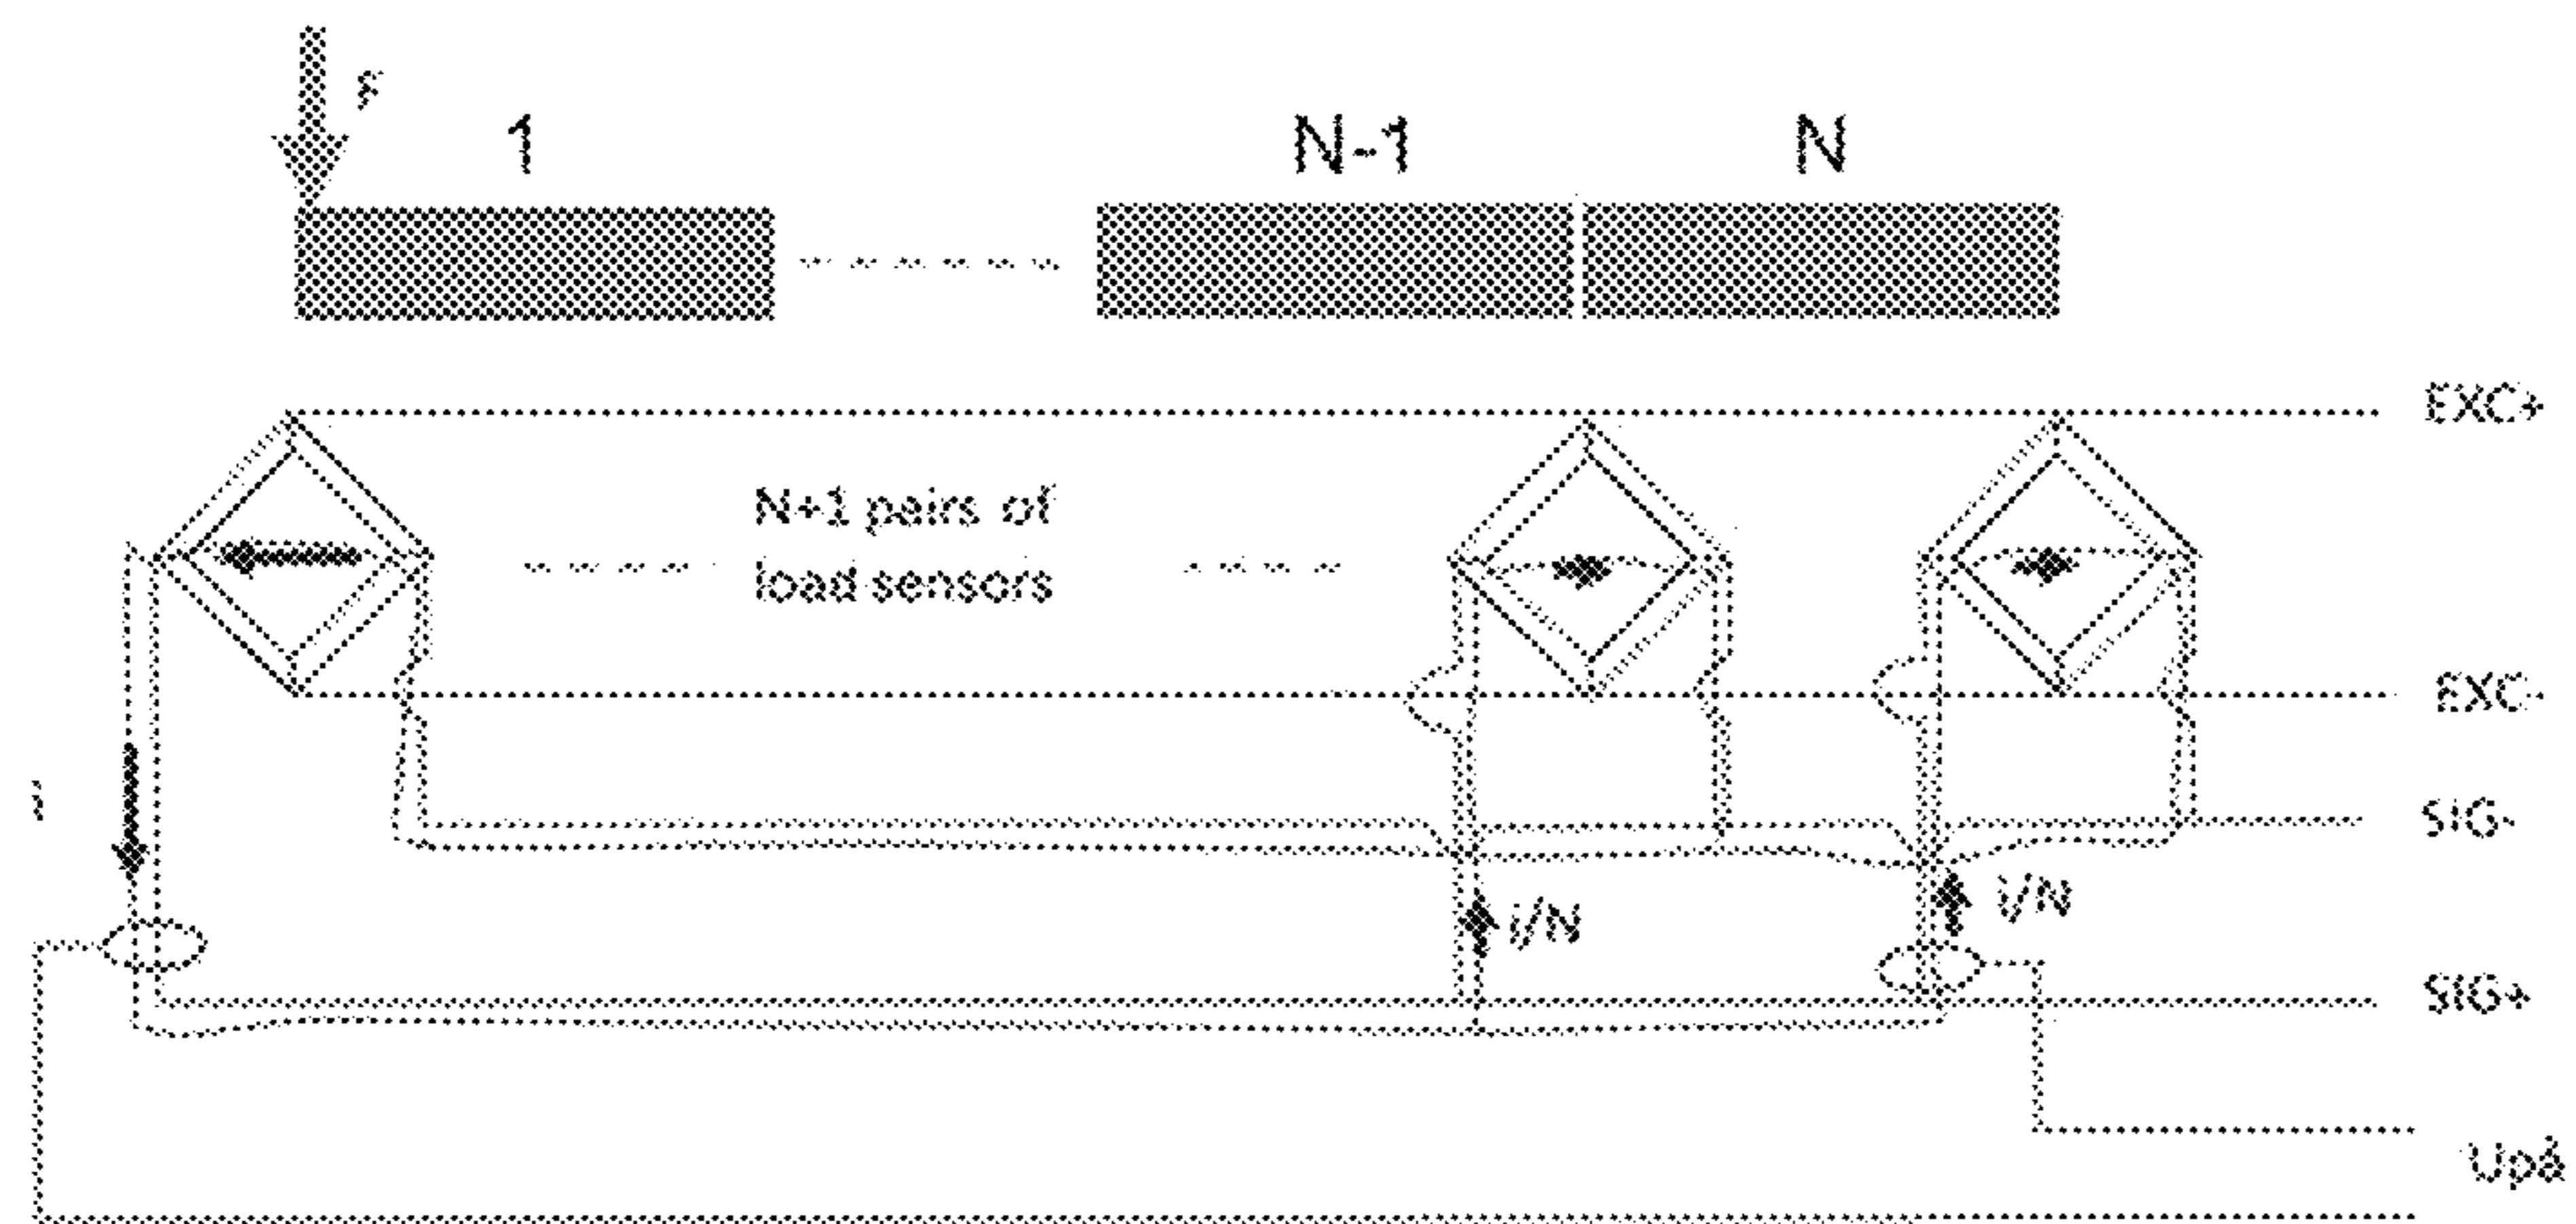 F
1
N-1
N
EXC+
N+1 pairs of
load sensors
EXC-
i
SIG-
i/N
i/N
SIG+
Upå